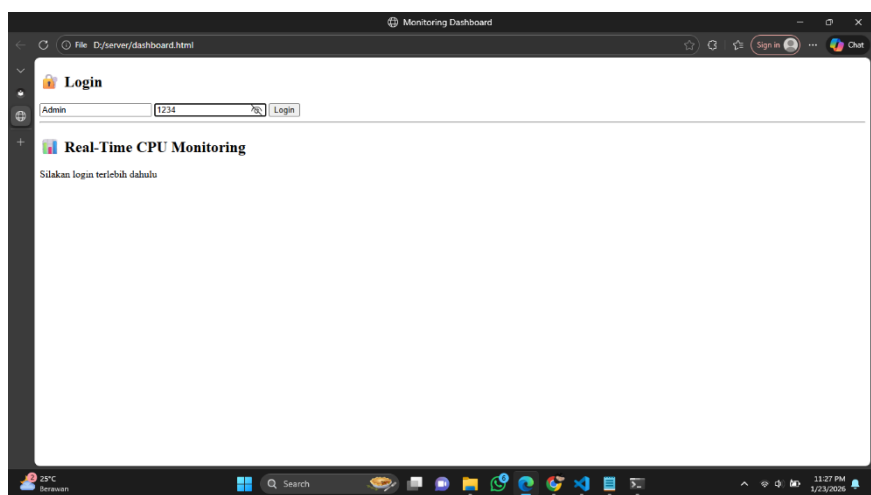 Monitoring Dashboard
File D:/server/dashboard.html
Sign in
Chat
Login
Admin 1234 Login
Real-Time CPU Monitoring
Silakan login terlebih dahulu
25°C
Berawan
Search
11:27 PM
1/23/2026